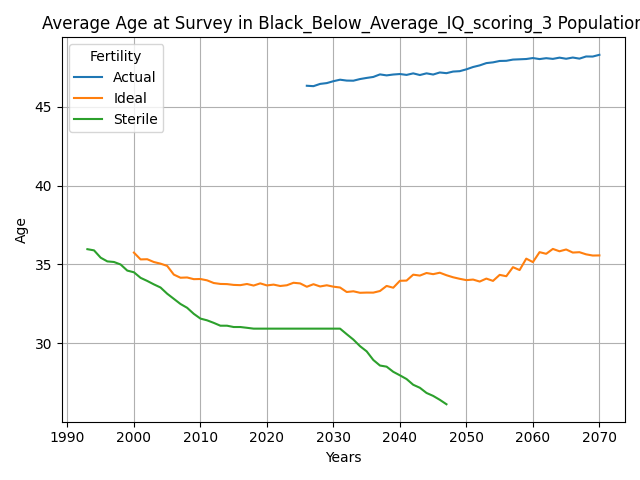 Average Age at Survey in Black_Below_Average_IQ_scoring_3 Population
Fertility
Actual
Ideal
Sterile
Age
45
40
35
30
1990 2000 2010 2020 2030 2040 2050 2060 2070
Years